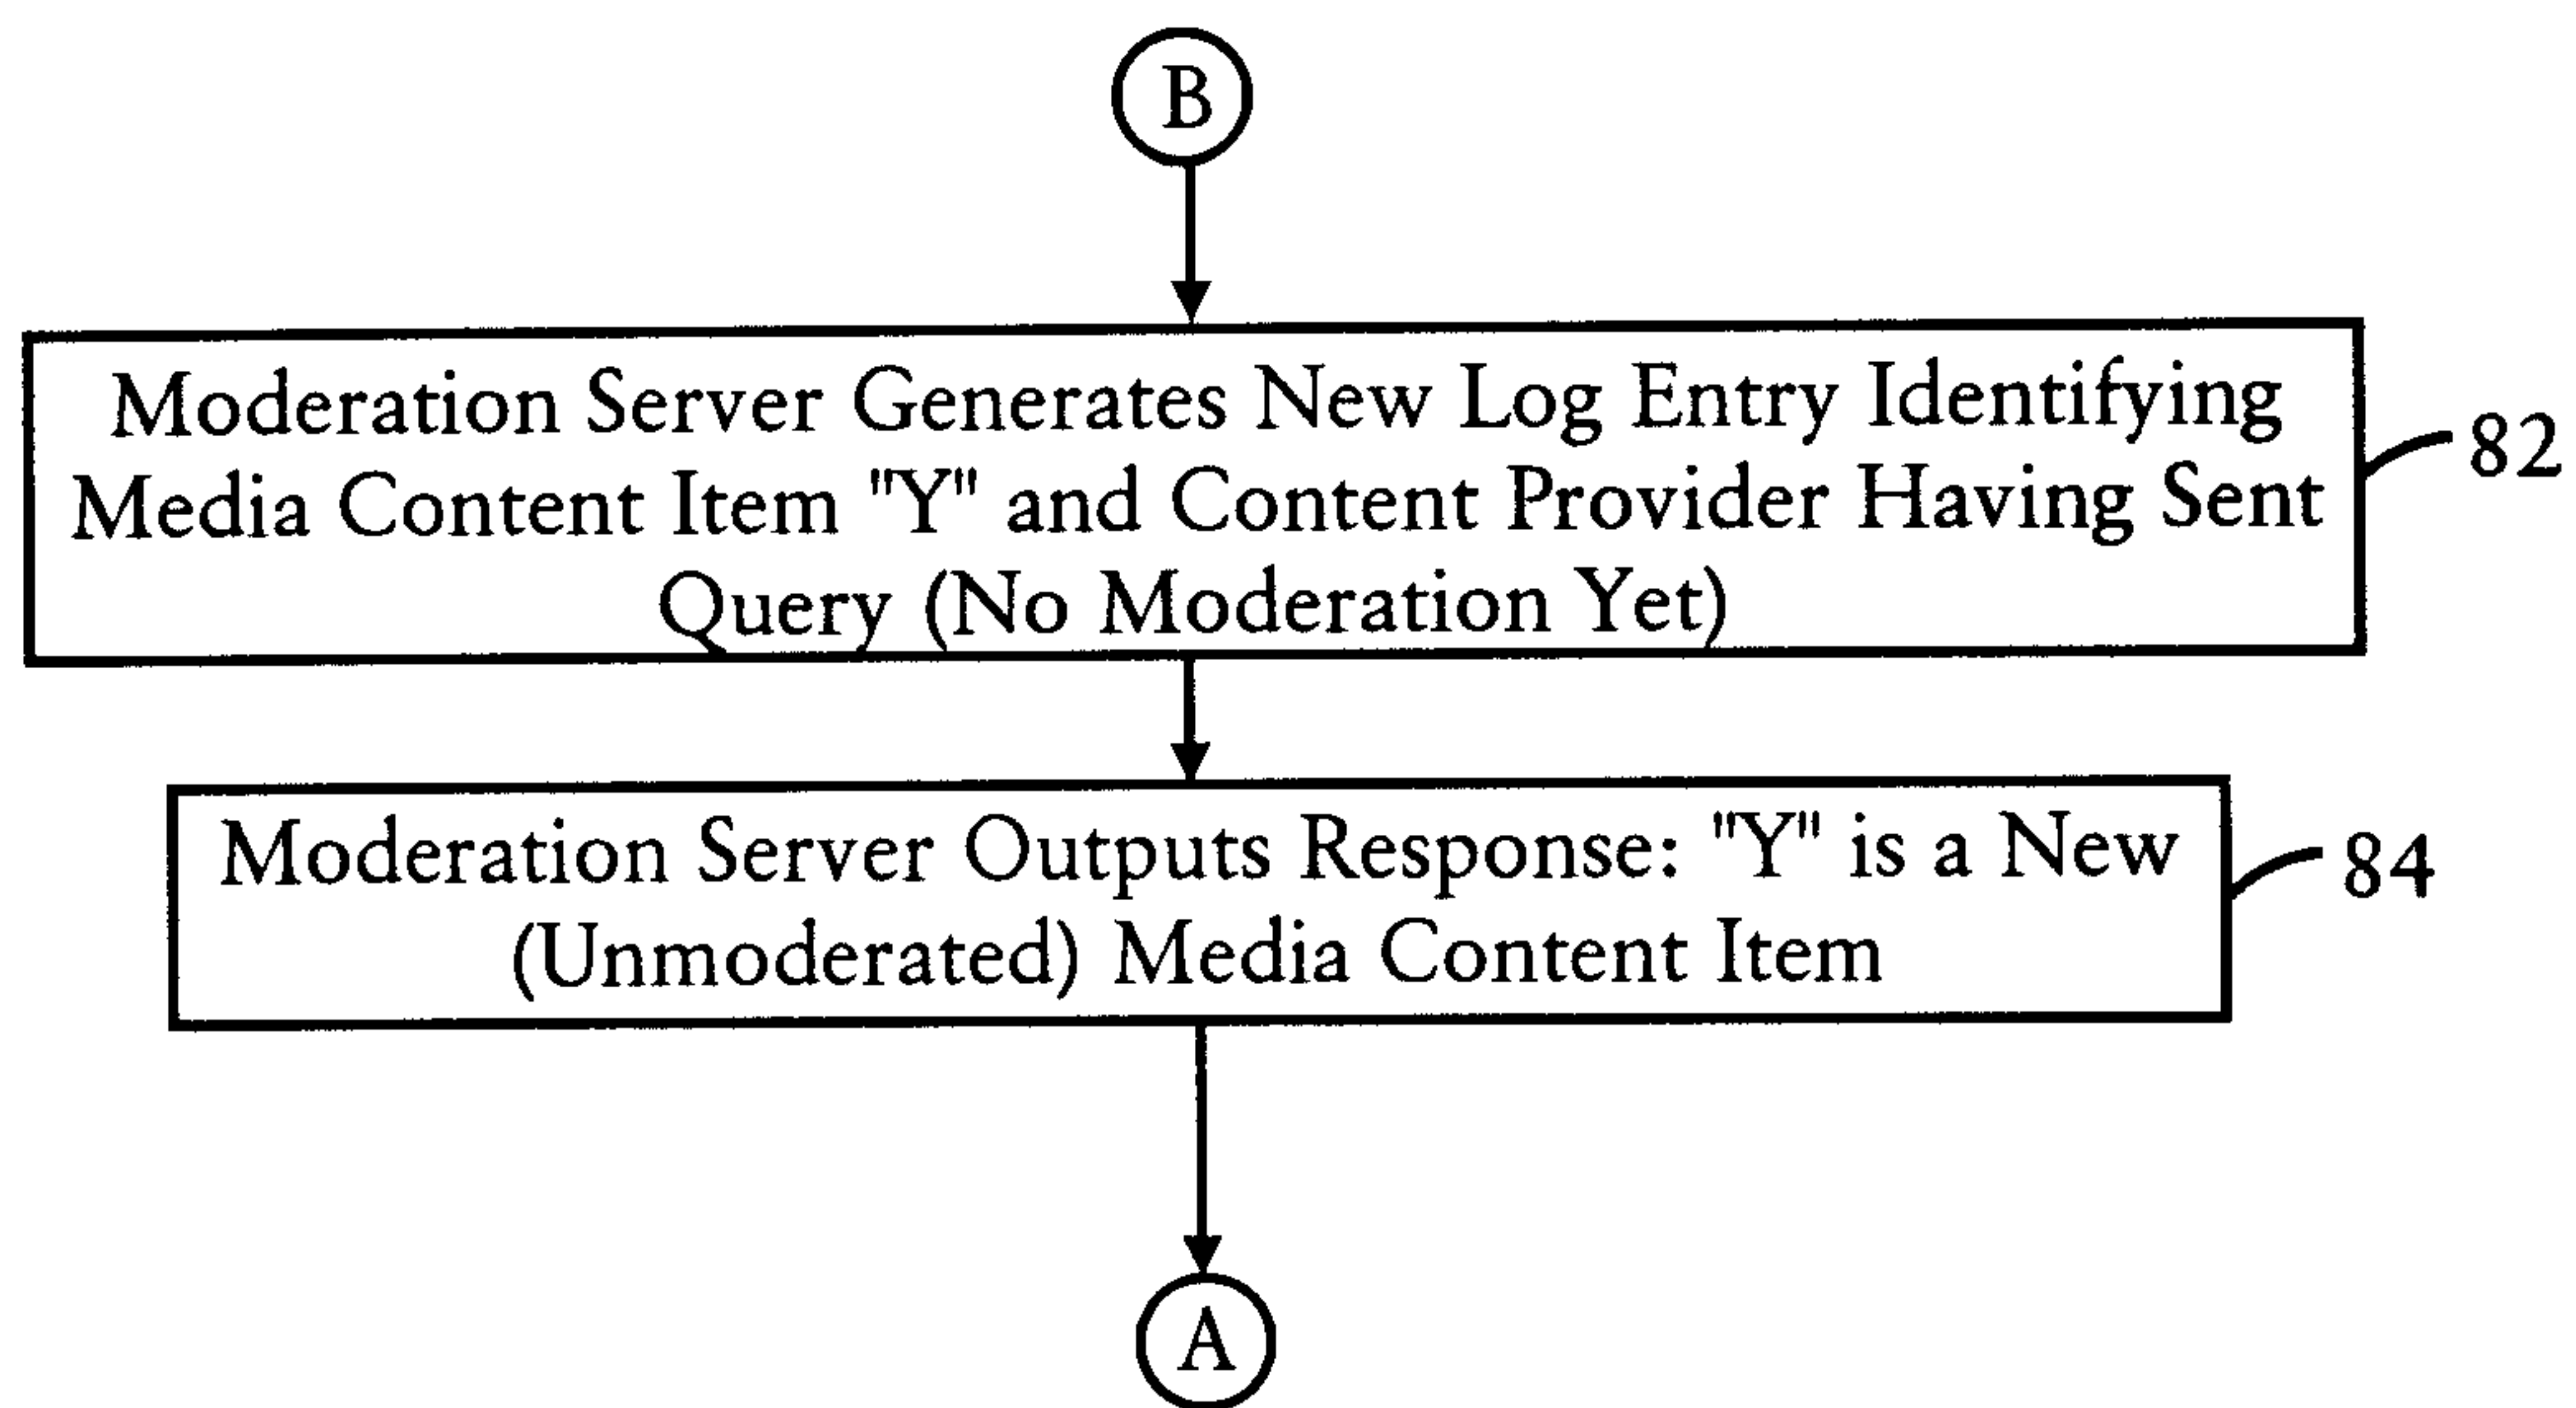 B
Moderation Server Generates New Log Entry Identifying
Media Content Item "Y" and Content Provider Having Sent
Query (No Moderation Yet)
82
Moderation Server Outputs Response: "Y" is a New
(Unmoderated) Media Content Item
84
A